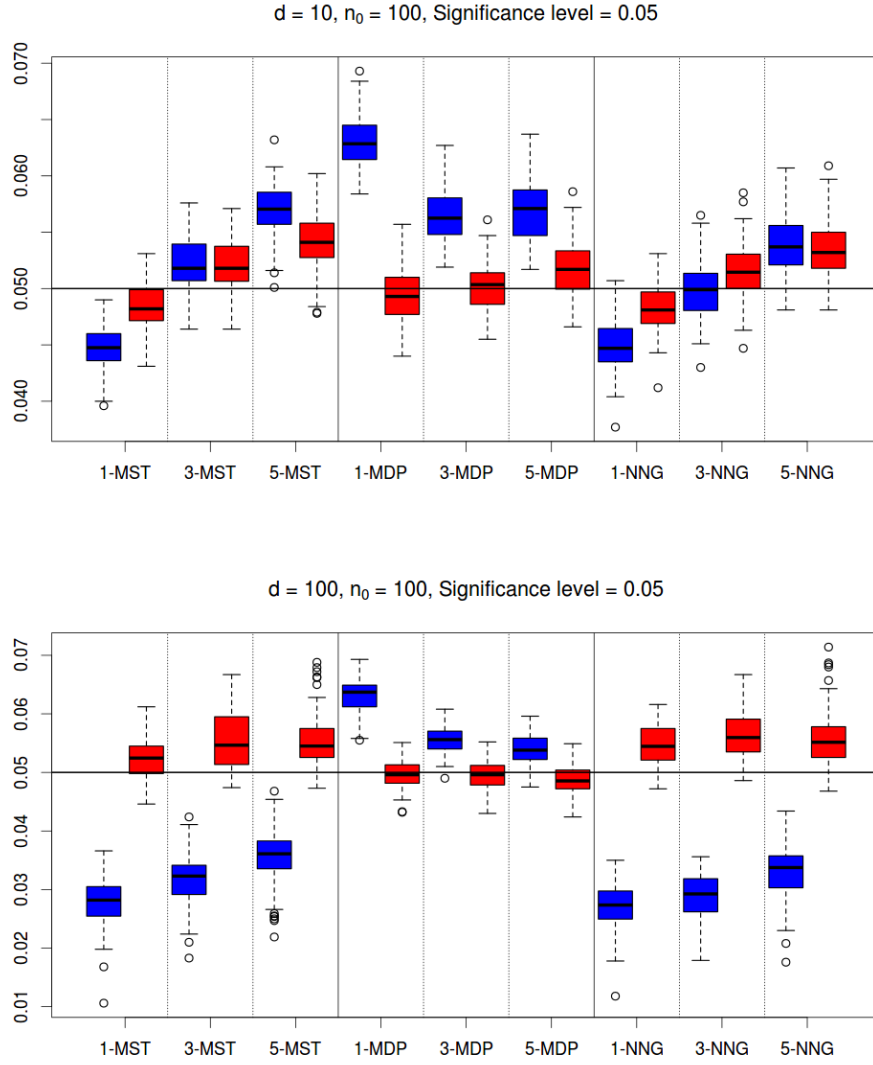 d = 10, n₀ = 100, Significance level = 0.05
0.070
0.060
0.050
0.040
1-MST 3-MST 5-MST 1-MDP 3-MDP 5-MDP 1-NNG 3-NNG 5-NNG
d = 100, n₀ = 100, Significance level = 0.05
0.07
0.06
0.05
0.04
0.03
0.02
0.01
1-MST 3-MST 5-MST 1-MDP 3-MDP 5-MDP 1-NNG 3-NNG 5-NNG